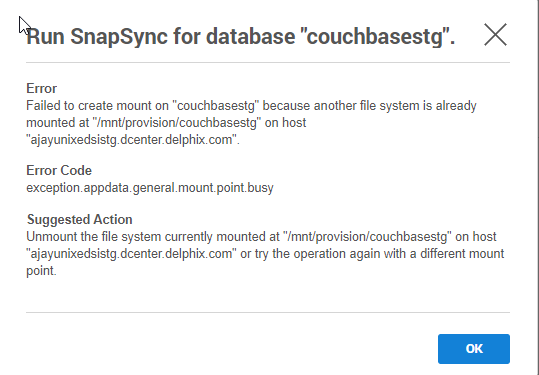 Run SnapSync for database "couchbasestg".
Error
Failed to create mount on "couchbasestg" because another file system is already
mounted at "/mnt/provision/couchbasestg" on host
"ajayunixedsistg.dcenter.delphix.com".
Error Code
exception.appdata.general.mount.point.busy
Suggested Action
Unmount the file system currently mounted at "/mnt/provision/couchbasestg" on host
"ajayunixedsistg.dcenter.delphix.com" or try the operation again with a different mount
point.
OK